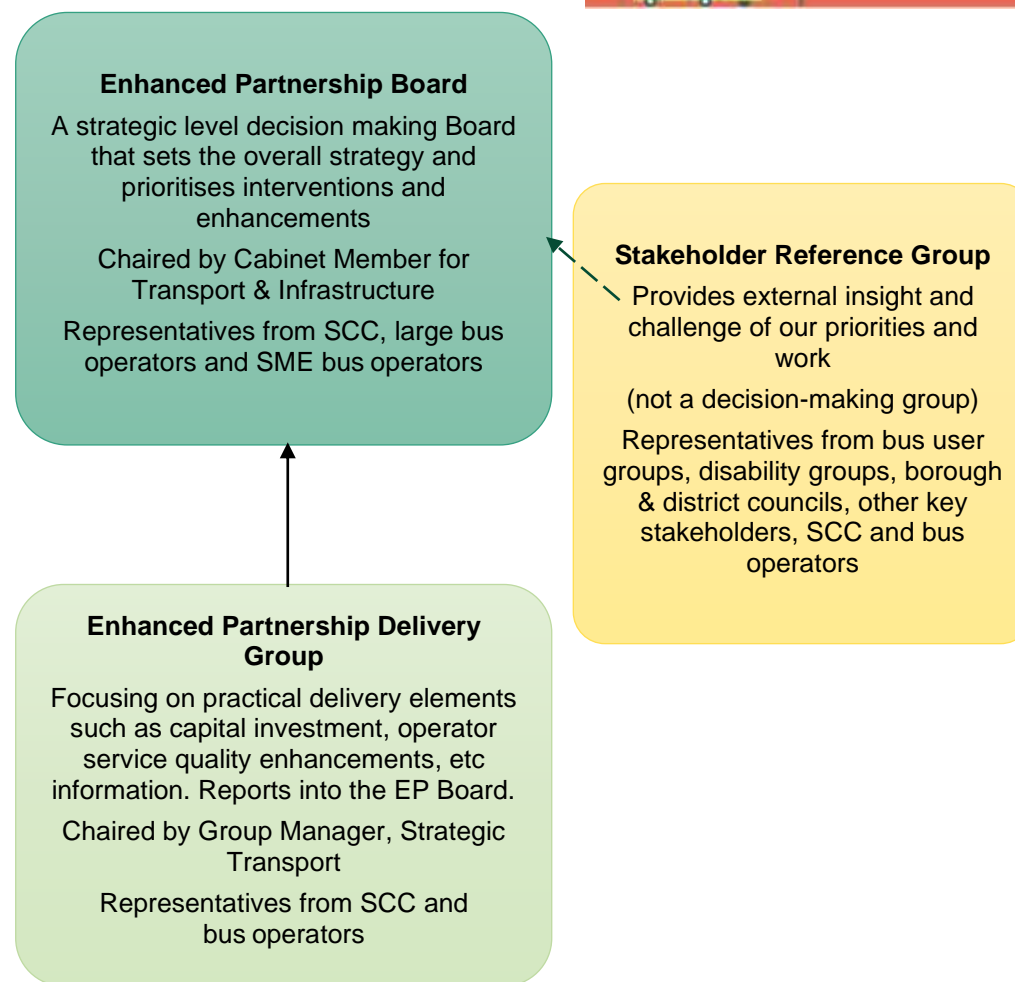 Enhanced Partnership Board
A strategic level decision making Board
that sets the overall strategy and
prioritises interventions and
enhancements
Chaired by Cabinet Member for
Transport & Infrastructure
Representatives from SCC, large bus
operators and SME bus operators
Stakeholder Reference Group
Provides external insight and
challenge of our priorities and
work
(not a decision-making group)
Representatives from bus user
groups, disability groups, borough
& district councils, other key
stakeholders, SCC and bus
operators
Enhanced Partnership Delivery
Group
Focusing on practical delivery elements
such as capital investment, operator
service quality enhancements, etc
information. Reports into the EP Board.
Chaired by Group Manager, Strategic
Transport
Representatives from SCC and
bus operators